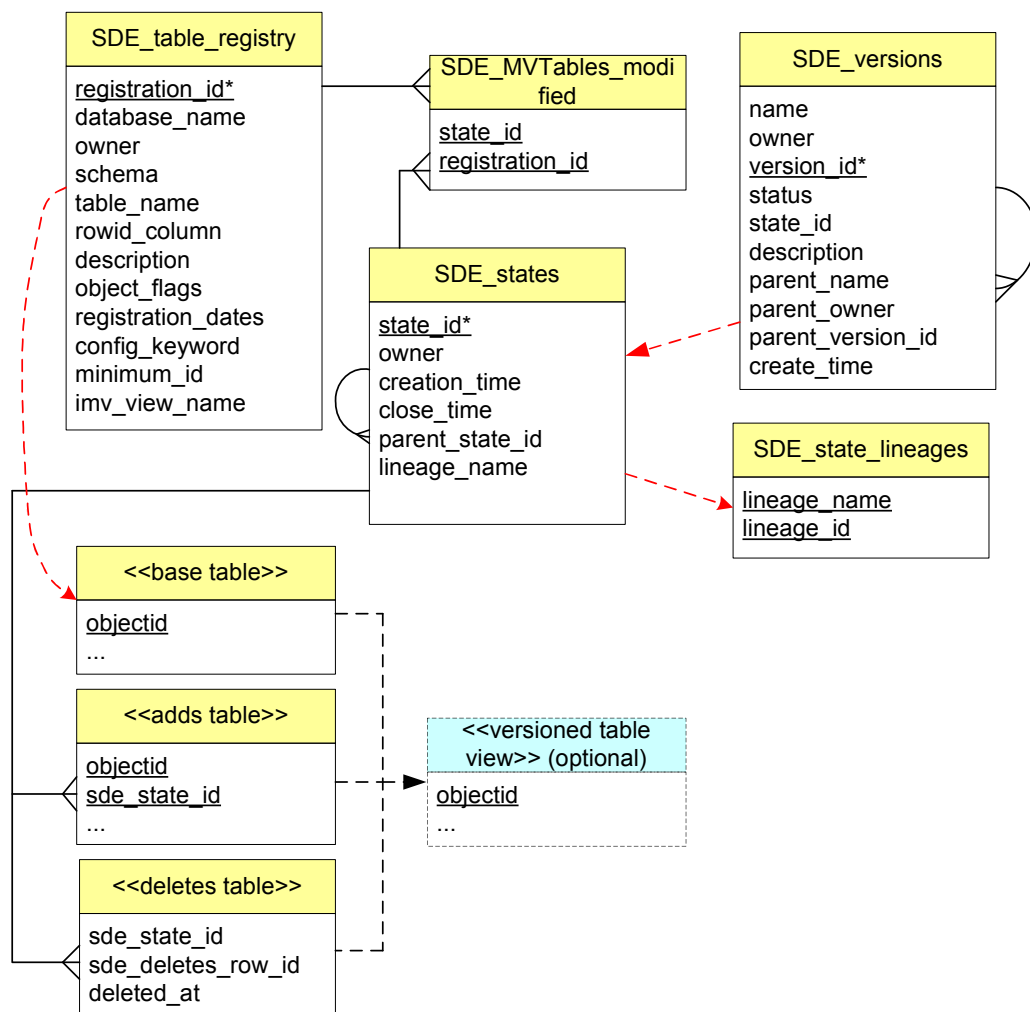 SDE_table_registry
registration_id*
database_name
owner
schema
table_name
rowid_column
description
object_flags
registration_dates
config_keyword
minimum_id
imv_view_name
SDE_MVTables_modi
fied
state_id
registration_id
SDE_versions
name
owner
version_id*
status
state_id
description
parent_name
parent_owner
parent_version_id
create_time
SDE_states
state_id*
owner
creation_time
close_time
parent_state_id
lineage_name
SDE_state_lineages
lineage_name
lineage_id
<<base table>>
objectid
...
<<adds table>>
objectid
sde_state_id
...
<<versioned table
view>> (optional)
objectid
...
<<deletes table>>
sde_state_id
sde_deletes_row_id
deleted_at